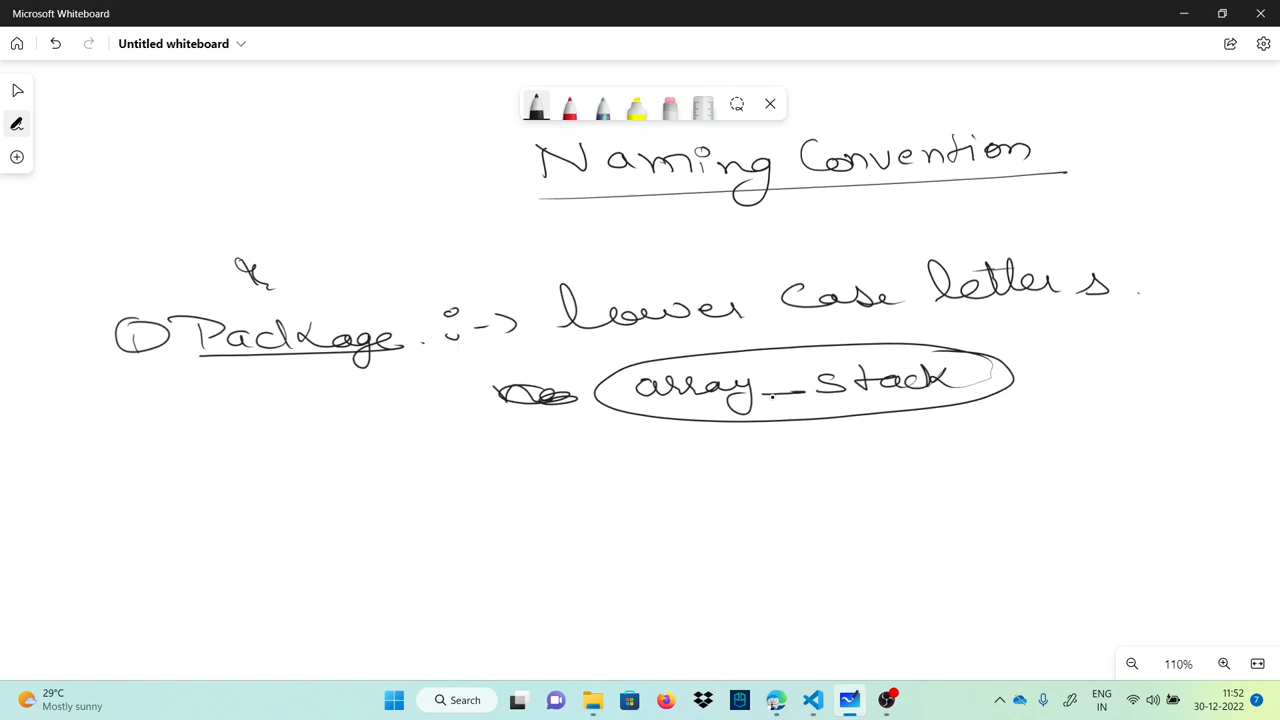 Microsoft Whiteboard
Untitled whiteboard
Naming Convention
① Package :-> lower case letters.
array_stack
110%
29°C
Mostly sunny
Search
ENG
IN
11:52
30-12-2022
7